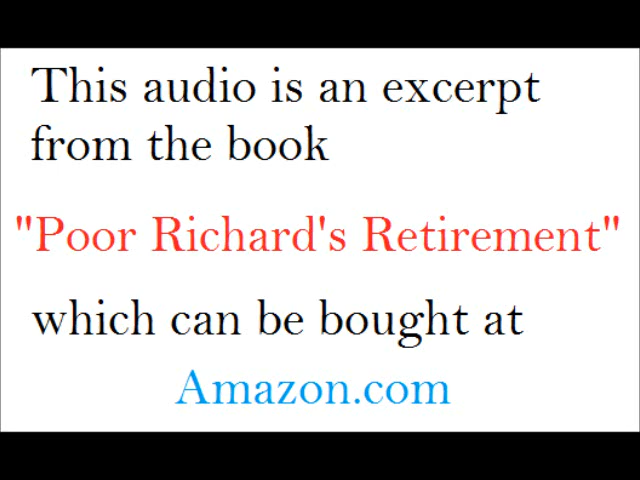 This audio is an excerpt
from the book
"Poor Richard's Retirement"
which can be bought at
Amazon.com